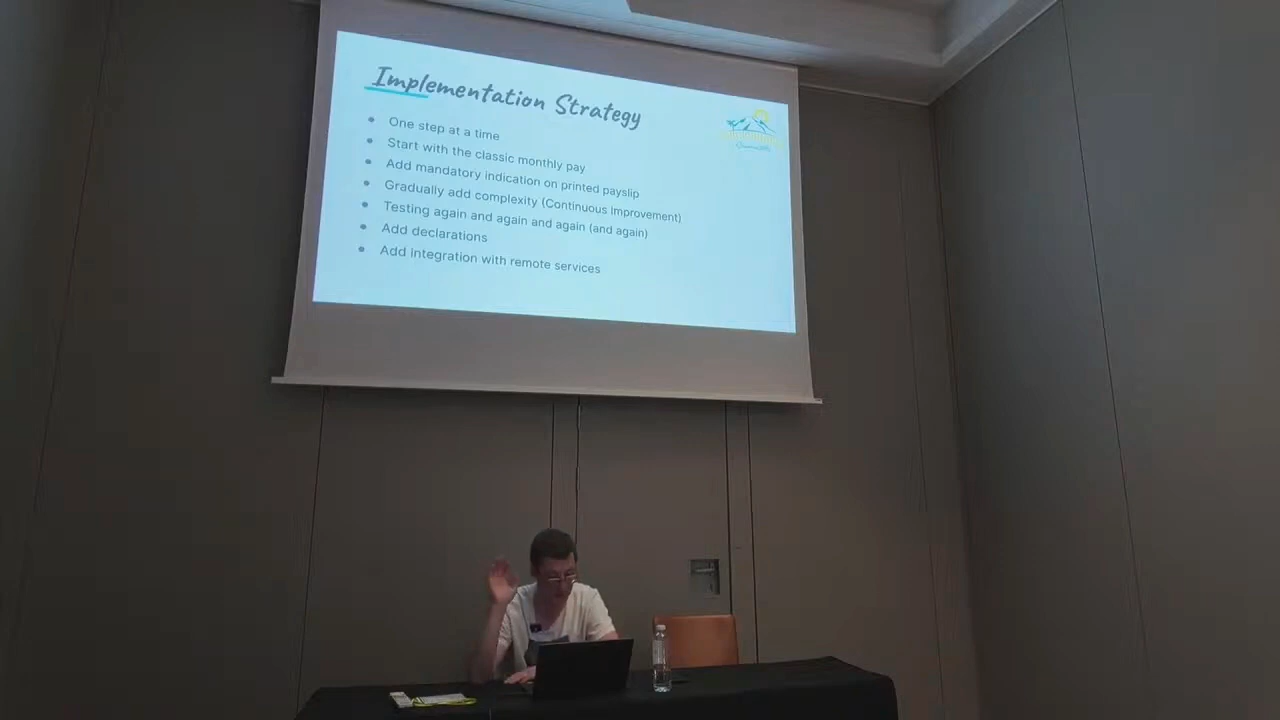 Implementation Strategy
One step at a time
Start with the classic monthly pay
Add mandatory indication on printed payslip
Gradually add complexity (Continuous Improvement)
Testing again and again and again (and again)
Add declarations
Add integration with remote services